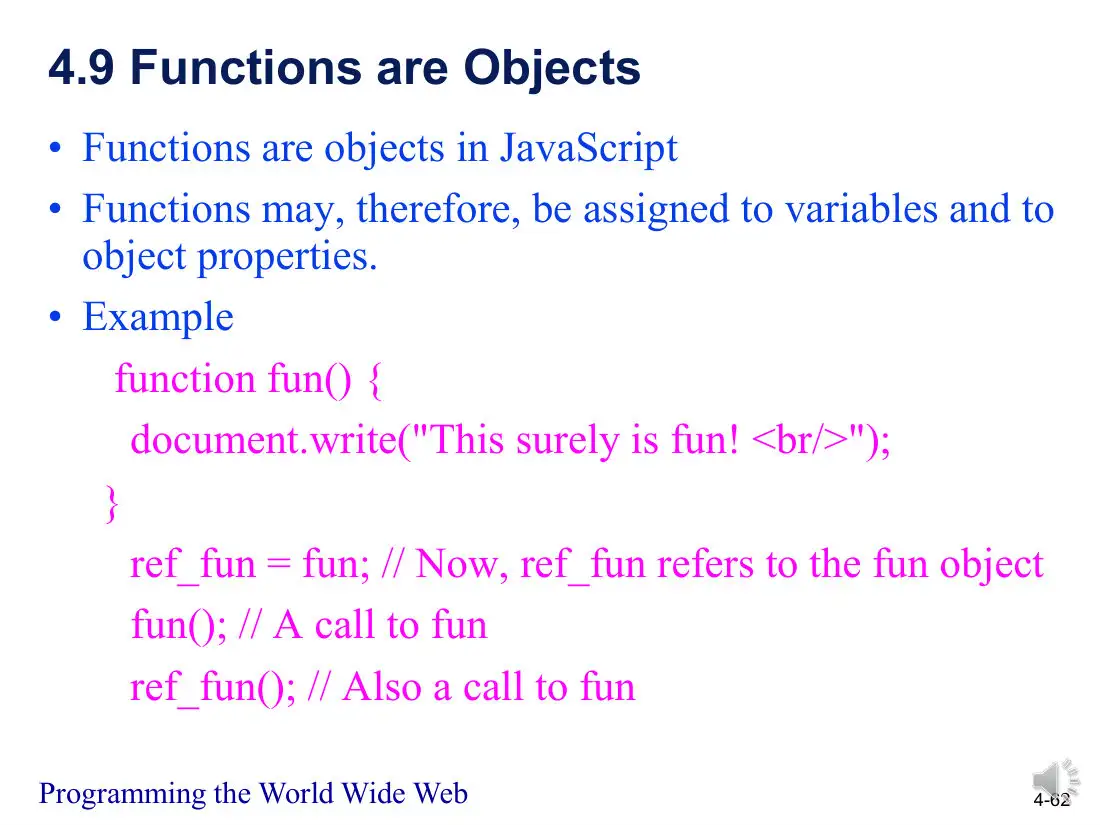 4.9 Functions are Objects
• Functions are objects in JavaScript
• Functions may, therefore, be assigned to variables and to
object properties.
• Example
function fun() {
document.write("This surely is fun! <br/>");
}
ref_fun = fun; // Now, ref_fun refers to the fun object
fun(); // A call to fun
ref_fun(); // Also a call to fun
Programming the World Wide Web
4-62